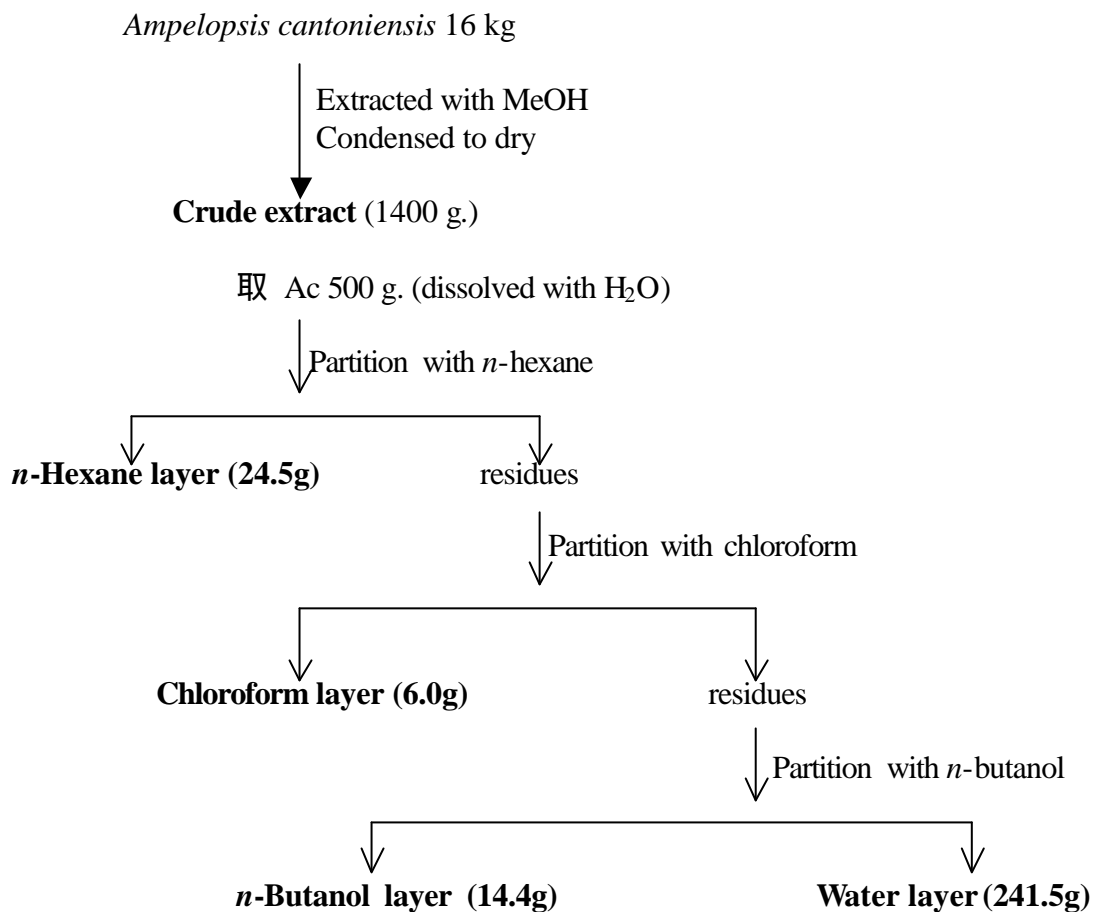 Ampelopsis cantoniensis 16 kg
Extracted with MeOH
Condensed to dry
Crude extract (1400 g.)
取 Ac 500 g. (dissolved with H₂O)
Partition with n-hexane
n-Hexane layer (24.5g)
residues
Partition with chloroform
Chloroform layer (6.0g)
residues
Partition with n-butanol
n-Butanol layer (14.4g)
Water layer (241.5g)